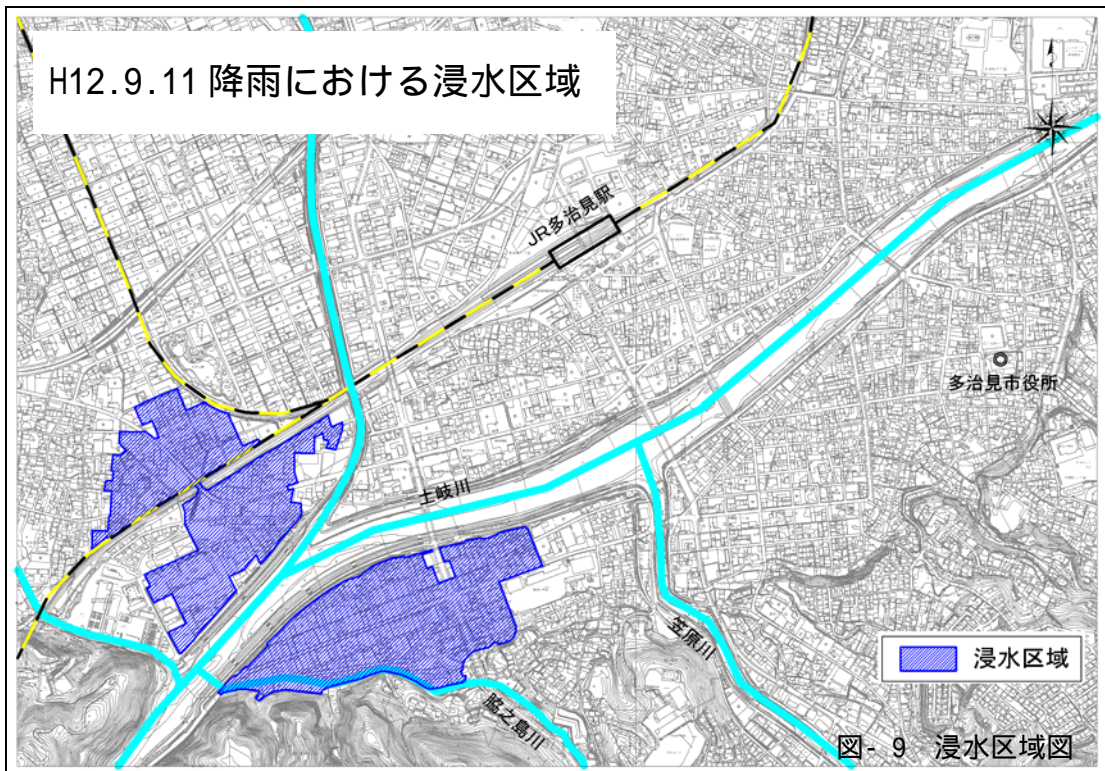 H12.9.11 降雨における浸水区域
JR多治見駅
多治見市役所
土岐川
笠原川
脇之島川
浸水区域
図- 9 浸水区域図